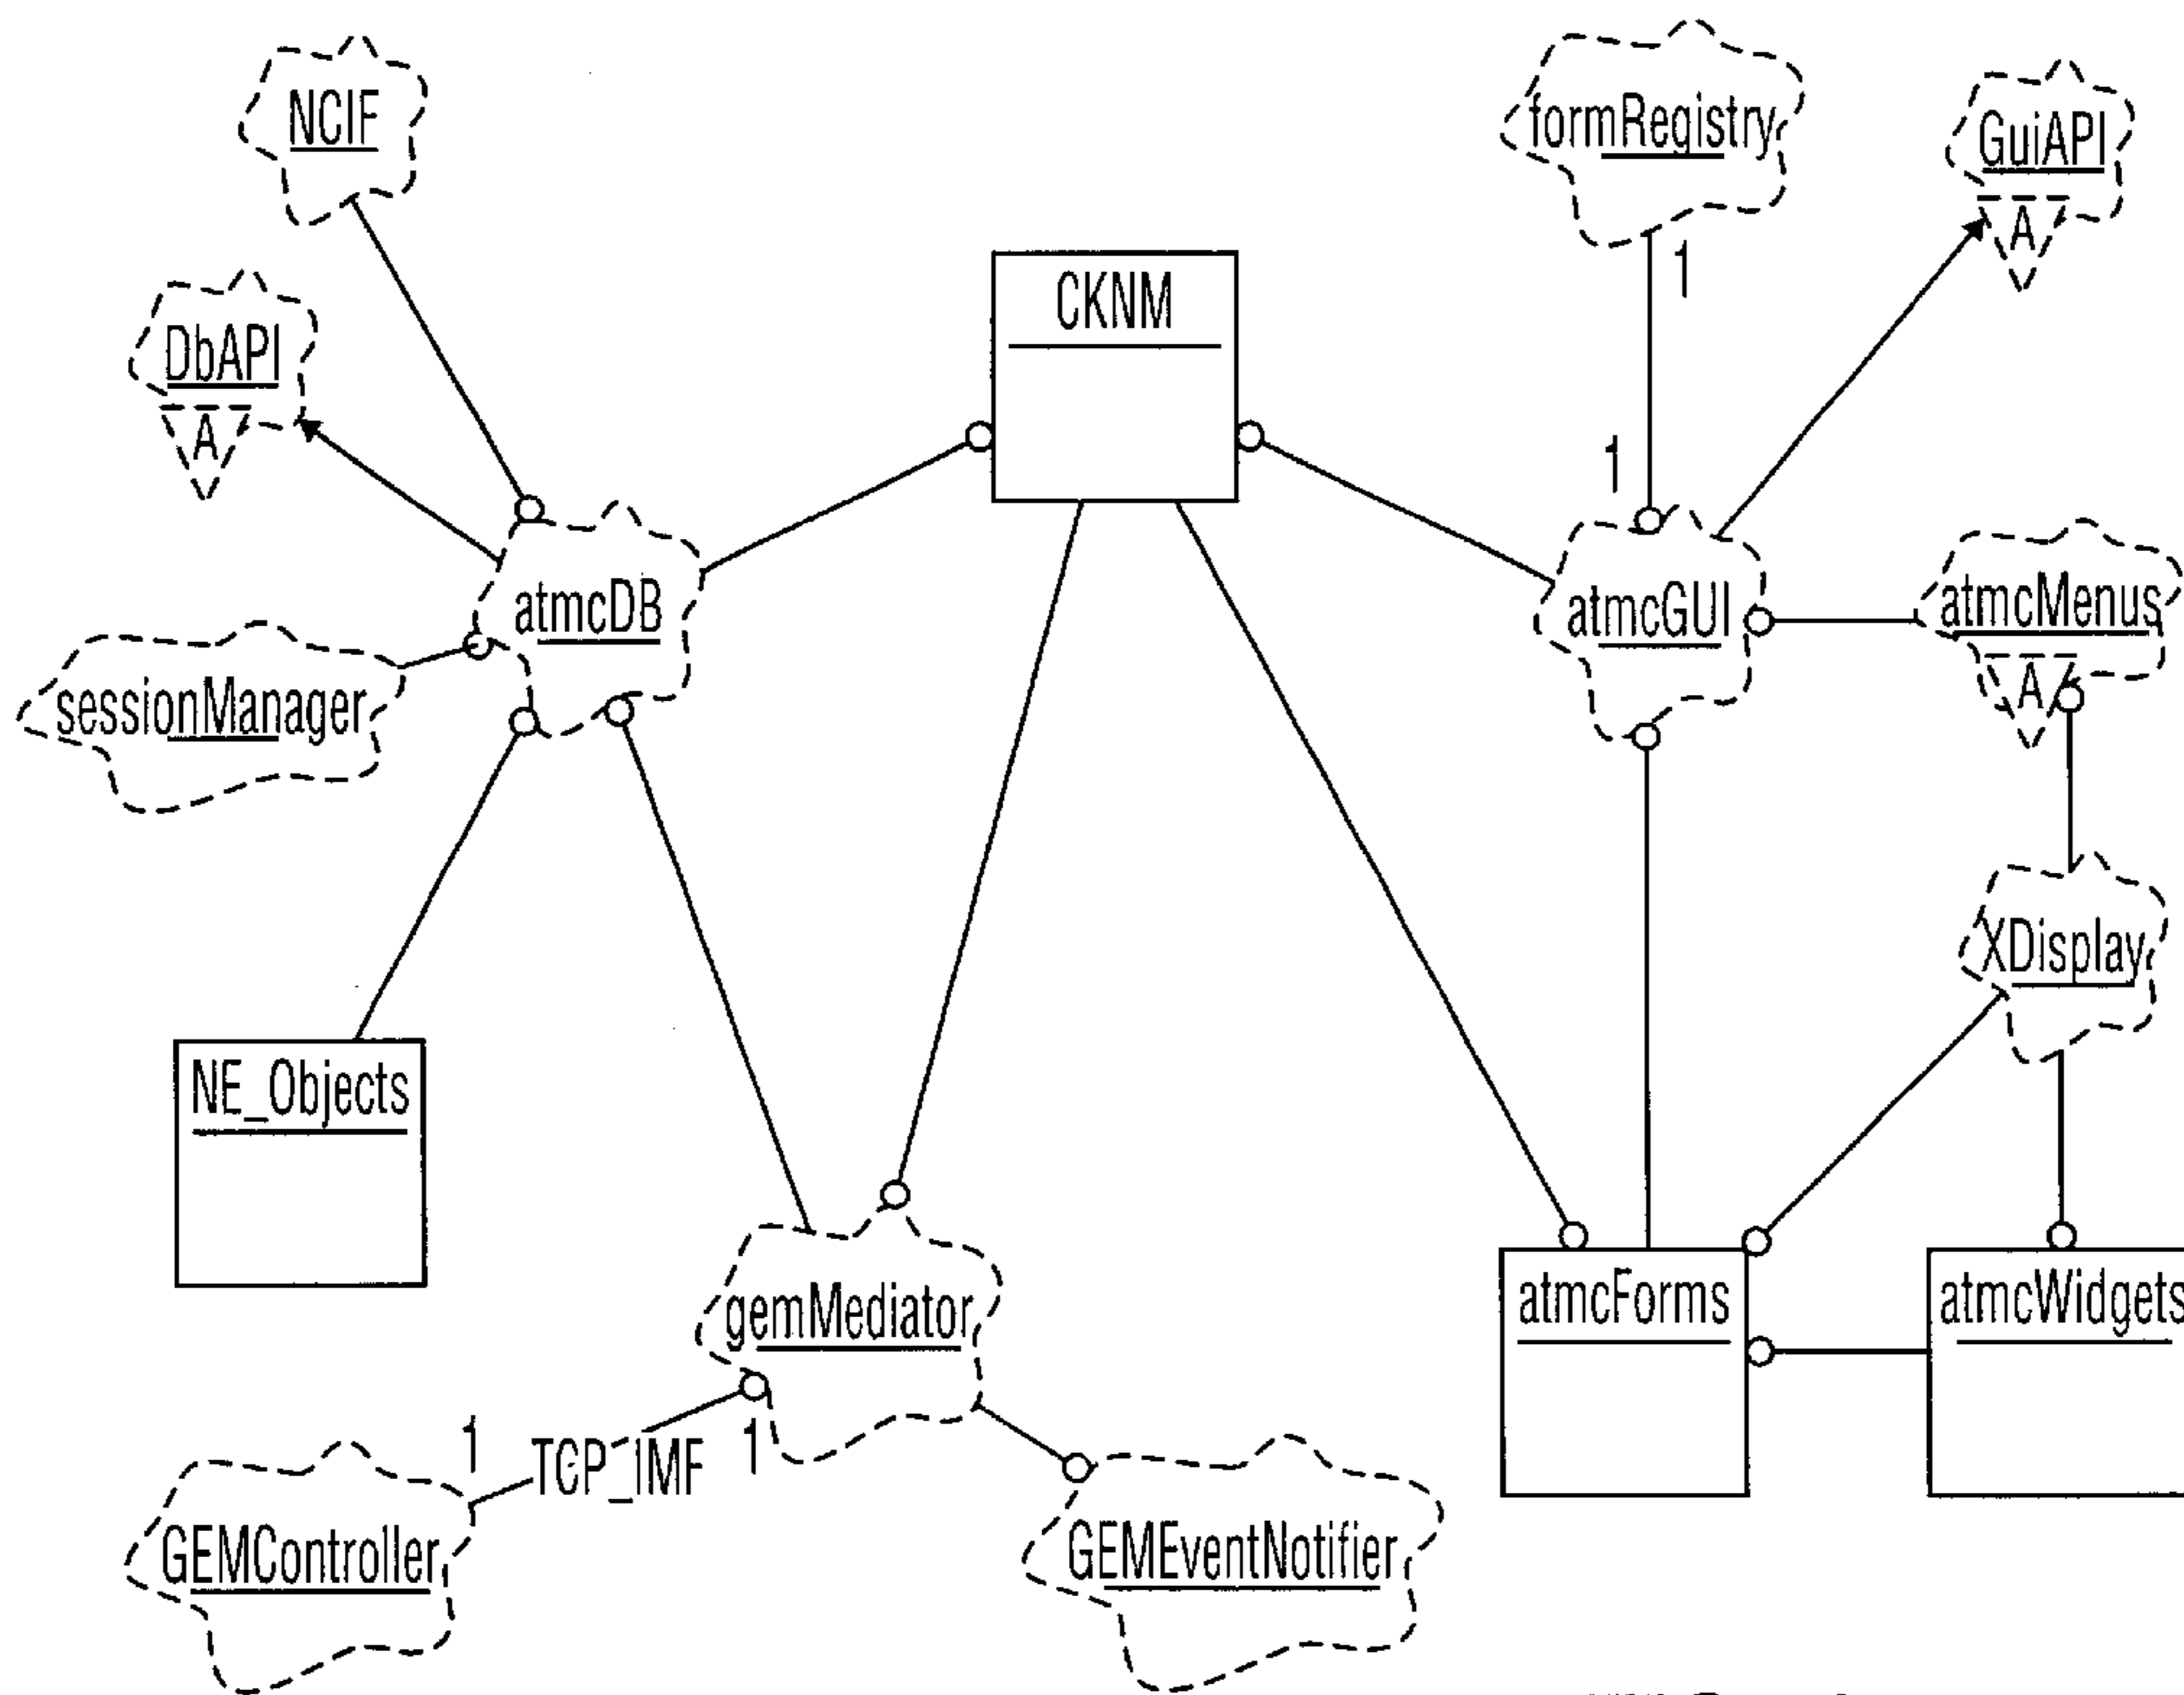 NCIF
formRegistry
GuiAPI
A
1
CKNM
DbAPI
A
1
atmcDB
atmcGUI
atmcMenus
A
sessionManager
XDisplay
NE_Objects
gemMediator
atmcForms
atmcWidgets
1
TCP_IMF
1
GEMController
GEMEventNotifier